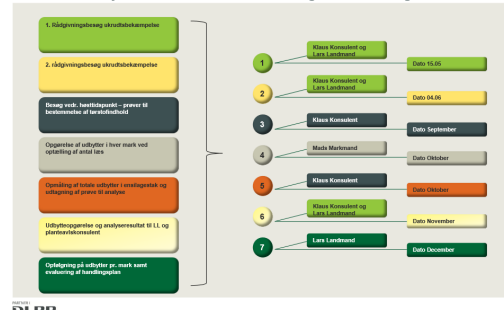 1. Rådgivningsbesøg ukrudtsbekæmpelse
2. rådgivningsbesøg ukrudtsbekæmpelse
Besøg vedr. høsttidspunkt – prøver til
bestemmelse af tørstofindhold
Opgørelse af udbytter i hver mark ved
optælling af antal læs
Opmåling af totale udbytter i ensilagestak og
udtagning af prøve til analyse
Udbytteopgørelse og analyseresultat til LL og
planteavlskonsulent
Opfølgning på udbytter pr. mark samt
evaluering af handlingsplan
1
Klaus Konsulent og
Lars Landmand
Dato 15.05
2
Klaus Konsulent og
Lars Landmand
Dato 04.06
3
Klaus Konsulent
Dato September
4
Mads Markmand
Dato Oktober
5
Klaus Konsulent
Dato Oktober
6
Klaus Konsulent og
Lars Landmand
Dato November
7
Lars Landmand
Dato December
PARTNER I